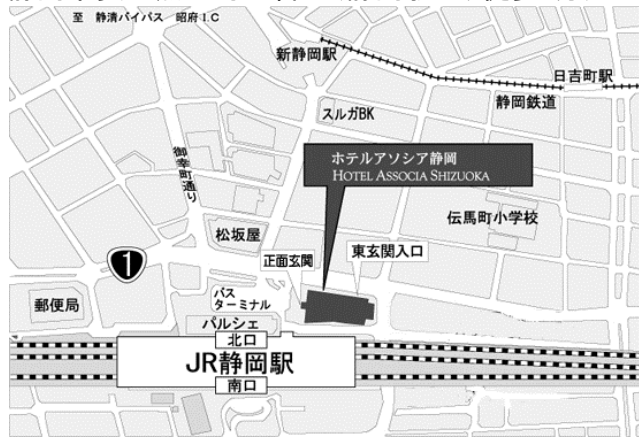 至 静清バイパス 昭府I.C
新静岡駅
日吉町駅
静岡鉄道
スルガBK
御幸町通り
ホテルアソシア静岡
HOTEL ASSOCIA SHIZUOKA
伝馬町小学校
松坂屋
正面玄関
東玄関入口
1
郵便局
バス
ターミナル
パルシェ
北口
JR静岡駅
南口